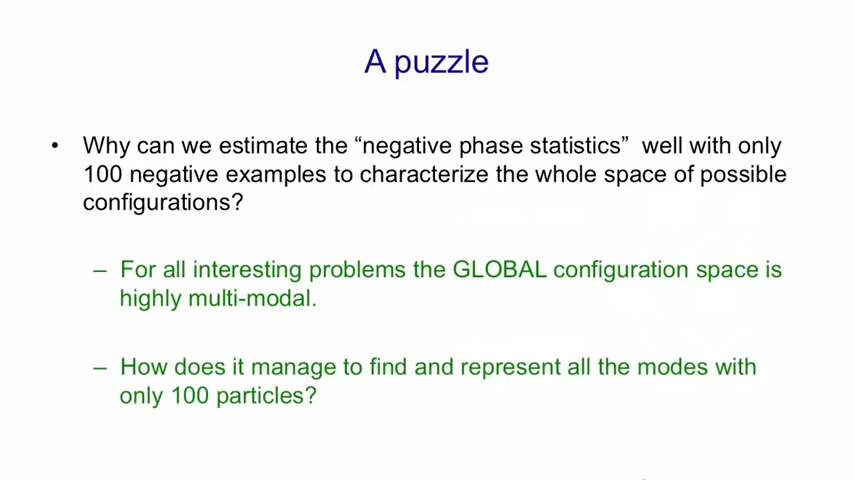 A puzzle
• Why can we estimate the “negative phase statistics” well with only
100 negative examples to characterize the whole space of possible
configurations?
– For all interesting problems the GLOBAL configuration space is
highly multi-modal.
– How does it manage to find and represent all the modes with
only 100 particles?